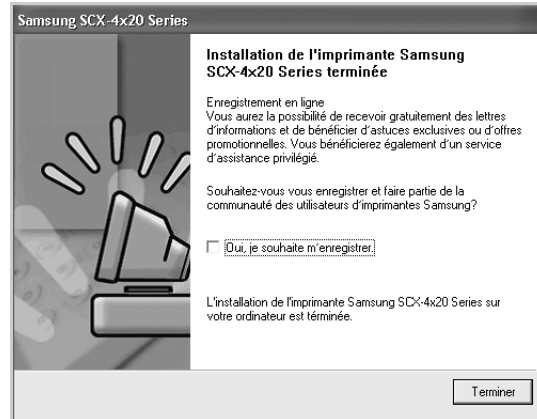 Samsung SCX-4x20 Series
Installation de l'imprimante Samsung
SCX-4x20 Series terminée
Enregistrement en ligne
Vous aurez la possibilité de recevoir gratuitement des lettres
d'informations et de bénéficier d'astuces exclusives ou d'offres
promotionnelles. Vous bénéficierez également d'un service
d'assistance privilégié.
Souhaitez-vous vous enregistrer et faire partie de la
communauté des utilisateurs d'imprimantes Samsung?
Oui, je souhaite m'enregistrer.
L'installation de l'imprimante Samsung SCX-4x20 Series sur
votre ordinateur est términée.
Terminer